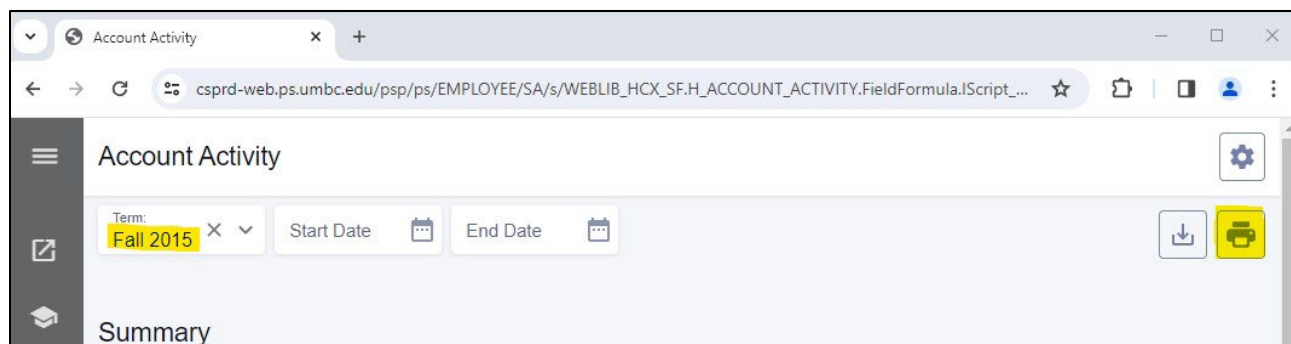 Account Activity
csprd-web.ps.umbc.edu/psp/ps/EMPLOYEE/SA/s/WEBLIB_HCX_SF.H_ACCOUNT_ACTIVITY.FieldFormula.IScript_...
Account Activity
Term:
Fall 2015
Start Date
End Date
Summary